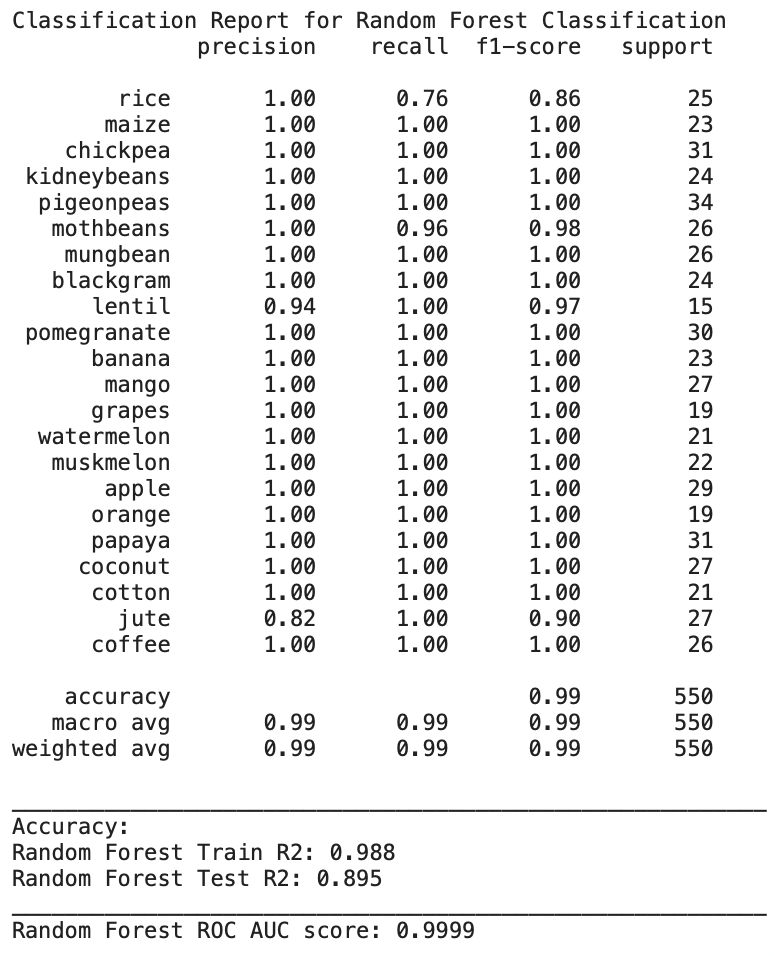 Classification Report for Random Forest Classification
precision recall f1-score support
rice 1.00 0.76 0.86 25
maize 1.00 1.00 1.00 23
chickpea 1.00 1.00 1.00 31
kidneybeans 1.00 1.00 1.00 24
pigeonpeas 1.00 1.00 1.00 34
mothbeans 1.00 0.96 0.98 26
mungbean 1.00 1.00 1.00 26
blackgram 1.00 1.00 1.00 24
lentil 0.94 1.00 0.97 15
pomegranate 1.00 1.00 1.00 30
banana 1.00 1.00 1.00 23
mango 1.00 1.00 1.00 27
grapes 1.00 1.00 1.00 19
watermelon 1.00 1.00 1.00 21
muskmelon 1.00 1.00 1.00 22
apple 1.00 1.00 1.00 29
orange 1.00 1.00 1.00 19
papaya 1.00 1.00 1.00 31
coconut 1.00 1.00 1.00 27
cotton 1.00 1.00 1.00 21
jute 0.82 1.00 0.90 27
coffee 1.00 1.00 1.00 26
accuracy 0.99 550
macro avg 0.99 0.99 0.99 550
weighted avg 0.99 0.99 0.99 550
Accuracy:
Random Forest Train R2: 0.988
Random Forest Test R2: 0.895
Random Forest ROC AUC score: 0.9999